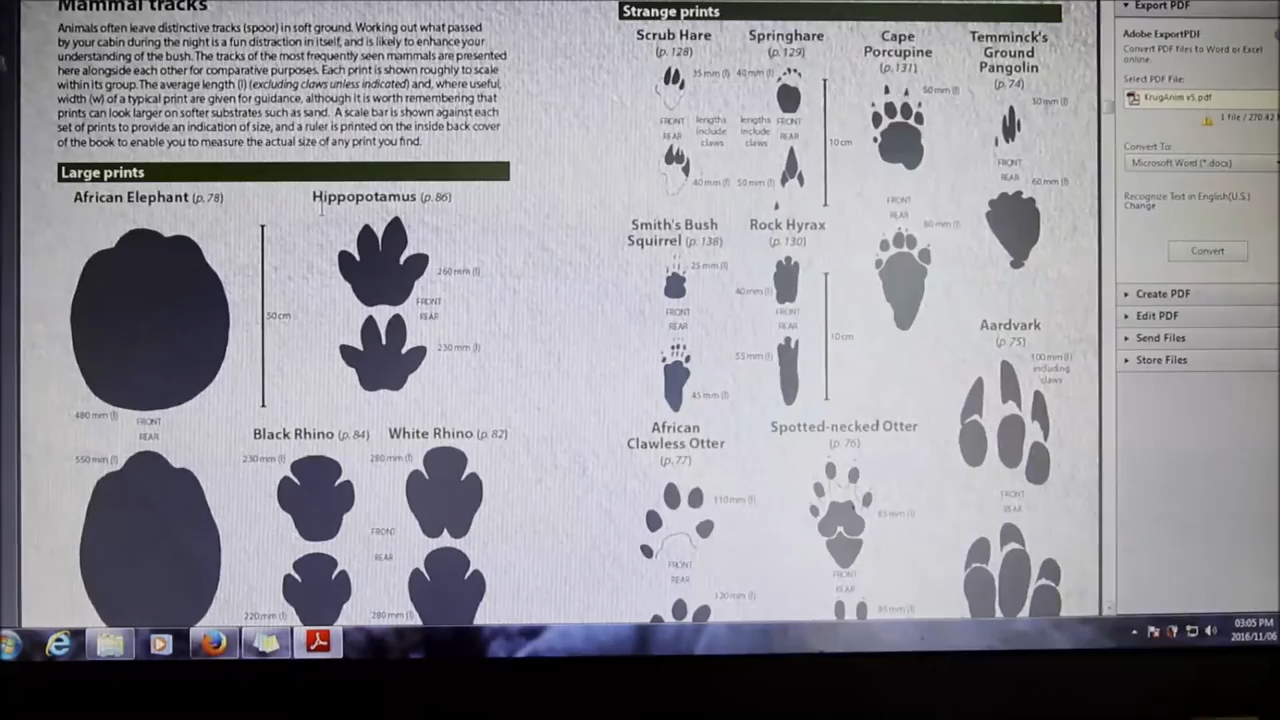 Mammal tracks
Animals often leave distinctive tracks (spoor) in soft ground. Working out what passed
by your cabin during the night is a fun distraction in itself, and is likely to enhance your
understanding of the bush. The tracks of the most frequently seen mammals are presented
here alongside each other for comparative purposes. Each print is shown roughly to scale
within its group. The average length (l) (excluding claws unless indicated) and, where useful,
width (w) of a typical print are given for guidance, although it is worth remembering that
prints can look larger on softer substrates such as sand. A scale bar is shown against each
set of prints to provide an indication of size, and a ruler is printed on the inside back cover
of the book to enable you to measure the actual size of any print you find.
Large prints
African Elephant (p. 78)
480 mm (l)
FRONT
REAR
550 mm (l)
50 cm
Hippopotamus (p. 86)
260 mm (l)
FRONT
REAR
230 mm (l)
Black Rhino (p. 84)
230 mm (l)
220 mm (l)
White Rhino (p. 82)
280 mm (l)
FRONT
REAR
280 mm (l)
Strange prints
Scrub Hare
(p. 128)
35 mm (l)
FRONT
REAR
lengths
include
claws
40 mm (l)
Springhare
(p. 129)
40 mm (l)
lengths
include
claws
FRONT
REAR
50 mm (l)
10 cm
Cape
Porcupine
(p. 131)
50 mm (l)
FRONT
REAR
80 mm (l)
Temminck's
Ground
Pangolin
(p. 74)
30 mm (l)
FRONT
REAR
60 mm (l)
Smith's Bush
Squirrel (p. 138)
25 mm (l)
FRONT
REAR
45 mm (l)
Rock Hyrax
(p. 130)
40 mm (l)
FRONT
REAR
55 mm (l)
10 cm
Aardvark
(p. 75)
100 mm (l)
including
claws
FRONT
REAR
African
Clawless Otter
(p. 77)
110 mm (l)
FRONT
REAR
120 mm (l)
Spotted-necked Otter
(p. 76)
85 mm (l)
FRONT
REAR
95 mm (l)
Export PDF
Adobe ExportPDF
Convert PDF files to Word or Excel
online.
Select PDF File:
KrugAnim v5.pdf
1 file / 270.42
Convert To:
Microsoft Word (*.docx)
Recognize Text in English(U.S.)
Change
Convert
Create PDF
Edit PDF
Send Files
Store Files
03:05 PM
2016/11/06